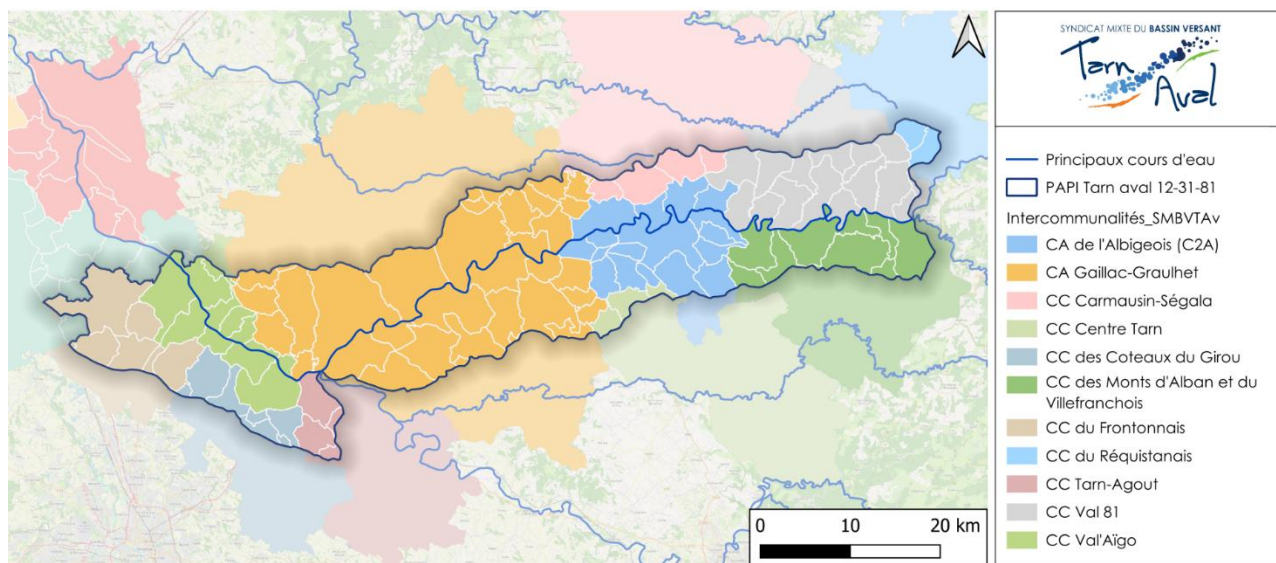 SYNDICAT MIXTE DU BASSIN VERSANT
Tarn
Aval
Principaux cours d'eau
PAPI Tarn aval 12-31-81
Intercommunalités_SMBVTAv
CA de l'Albigeois (C2A)
CA Gaillac-Graulhet
CC Carmausin-Ségala
CC Centre Tarn
CC des Coteaux du Girou
CC des Monts d'Alban et du
Villefranchois
CC du Frontonnais
CC du Réquistanais
CC Tarn-Agout
CC Val 81
CC Val'Aïgo
0 10 20 km